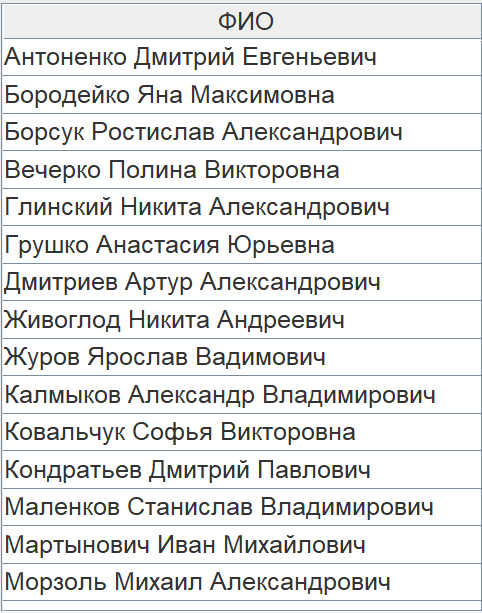 ФИО
Антоненко Дмитрий Евгеньевич
Бородейко Яна Максимовна
Борсук Ростислав Александрович
Вечерко Полина Викторовна
Глинский Никита Александрович
Грушко Анастасия Юрьевна
Дмитриев Артур Александрович
Живоглод Никита Андреевич
Журов Ярослав Вадимович
Калмыков Александр Владимирович
Ковальчук Софья Викторовна
Кондратьев Дмитрий Павлович
Маленков Станислав Владимирович
Мартынович Иван Михайлович
Морзоль Михаил Александрович